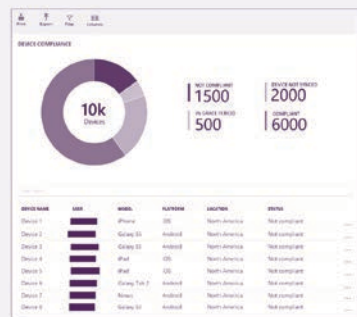 Print Export Filter Columns
DEVICE COMPLIANCE
10k
Devices
NOT COMPLIANT
1500
DEVICE NOT SYNCED
2000
IN GRACE PERIOD
500
COMPLIANT
6000
DEVICE NAME USER MODEL PLATFORM LOCATION STATUS
Device 1 iPhone iOS North America Not compliant
Device 2 Galaxy S5 Android North America Not compliant
Device 3 Galaxy S5 Android North America Not compliant
Device 4 iPad iOS North America Not compliant
Device 5 iPad iOS North America Not compliant
Device 6 Galaxy Tab 2 Android North America Not compliant
Device 7 Nexus Android North America Not compliant
Device 8 Galaxy S5 Android North America Not compliant